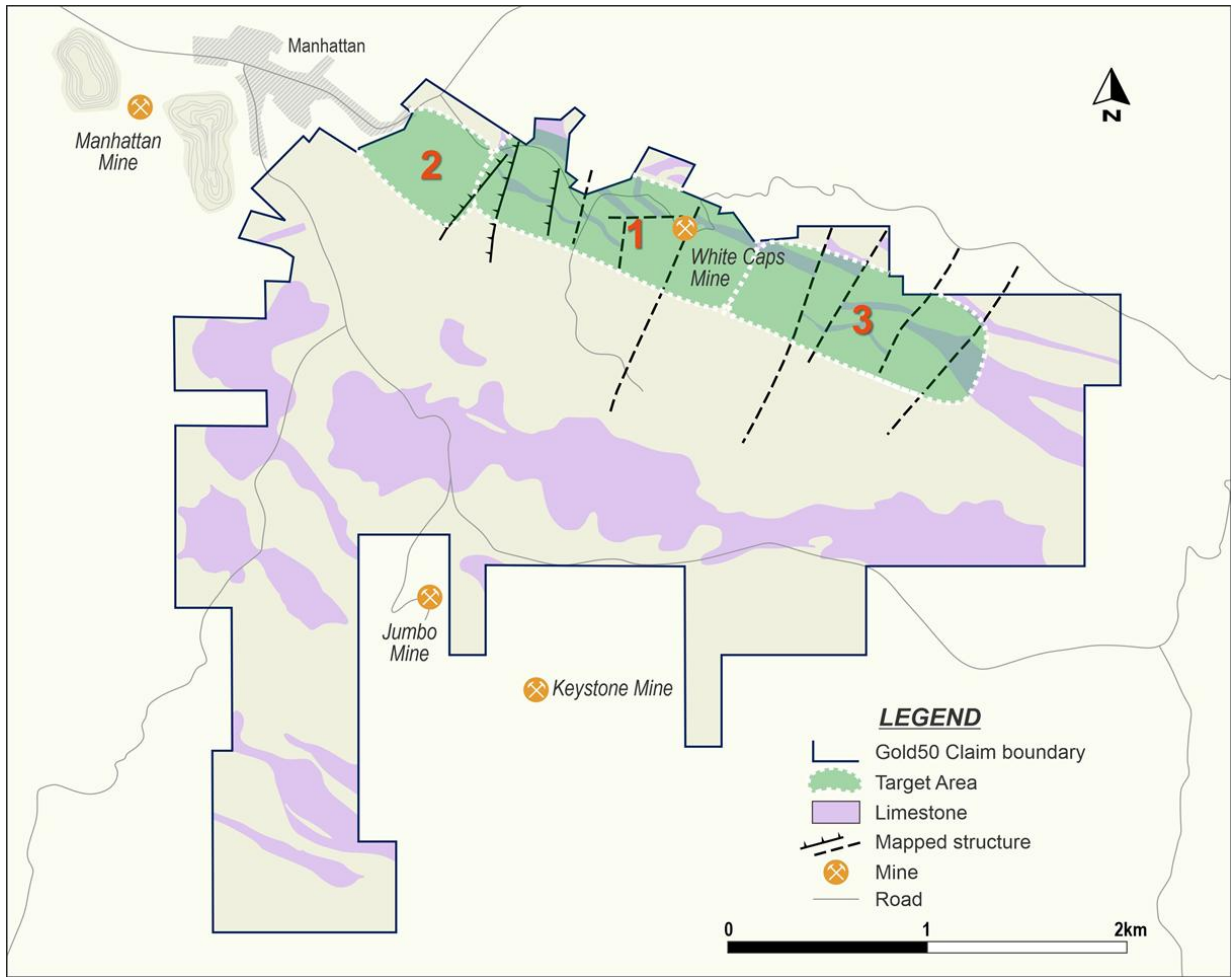 Manhattan
Manhattan
Mine
N
2
1
White Caps
Mine
3
Jumbo
Mine
Keystone Mine
LEGEND
Gold50 Claim boundary
Target Area
Limestone
Mapped structure
Mine
Road
0 1 2km